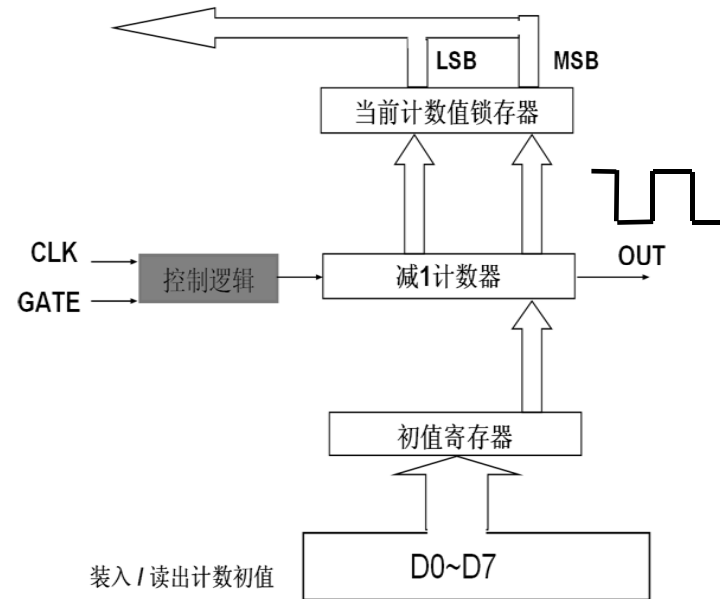 LSB MSB
当前计数值锁存器
CLK
GATE
控制逻辑
减1计数器
OUT
初值寄存器
D0~D7
装入 / 读出计数初值